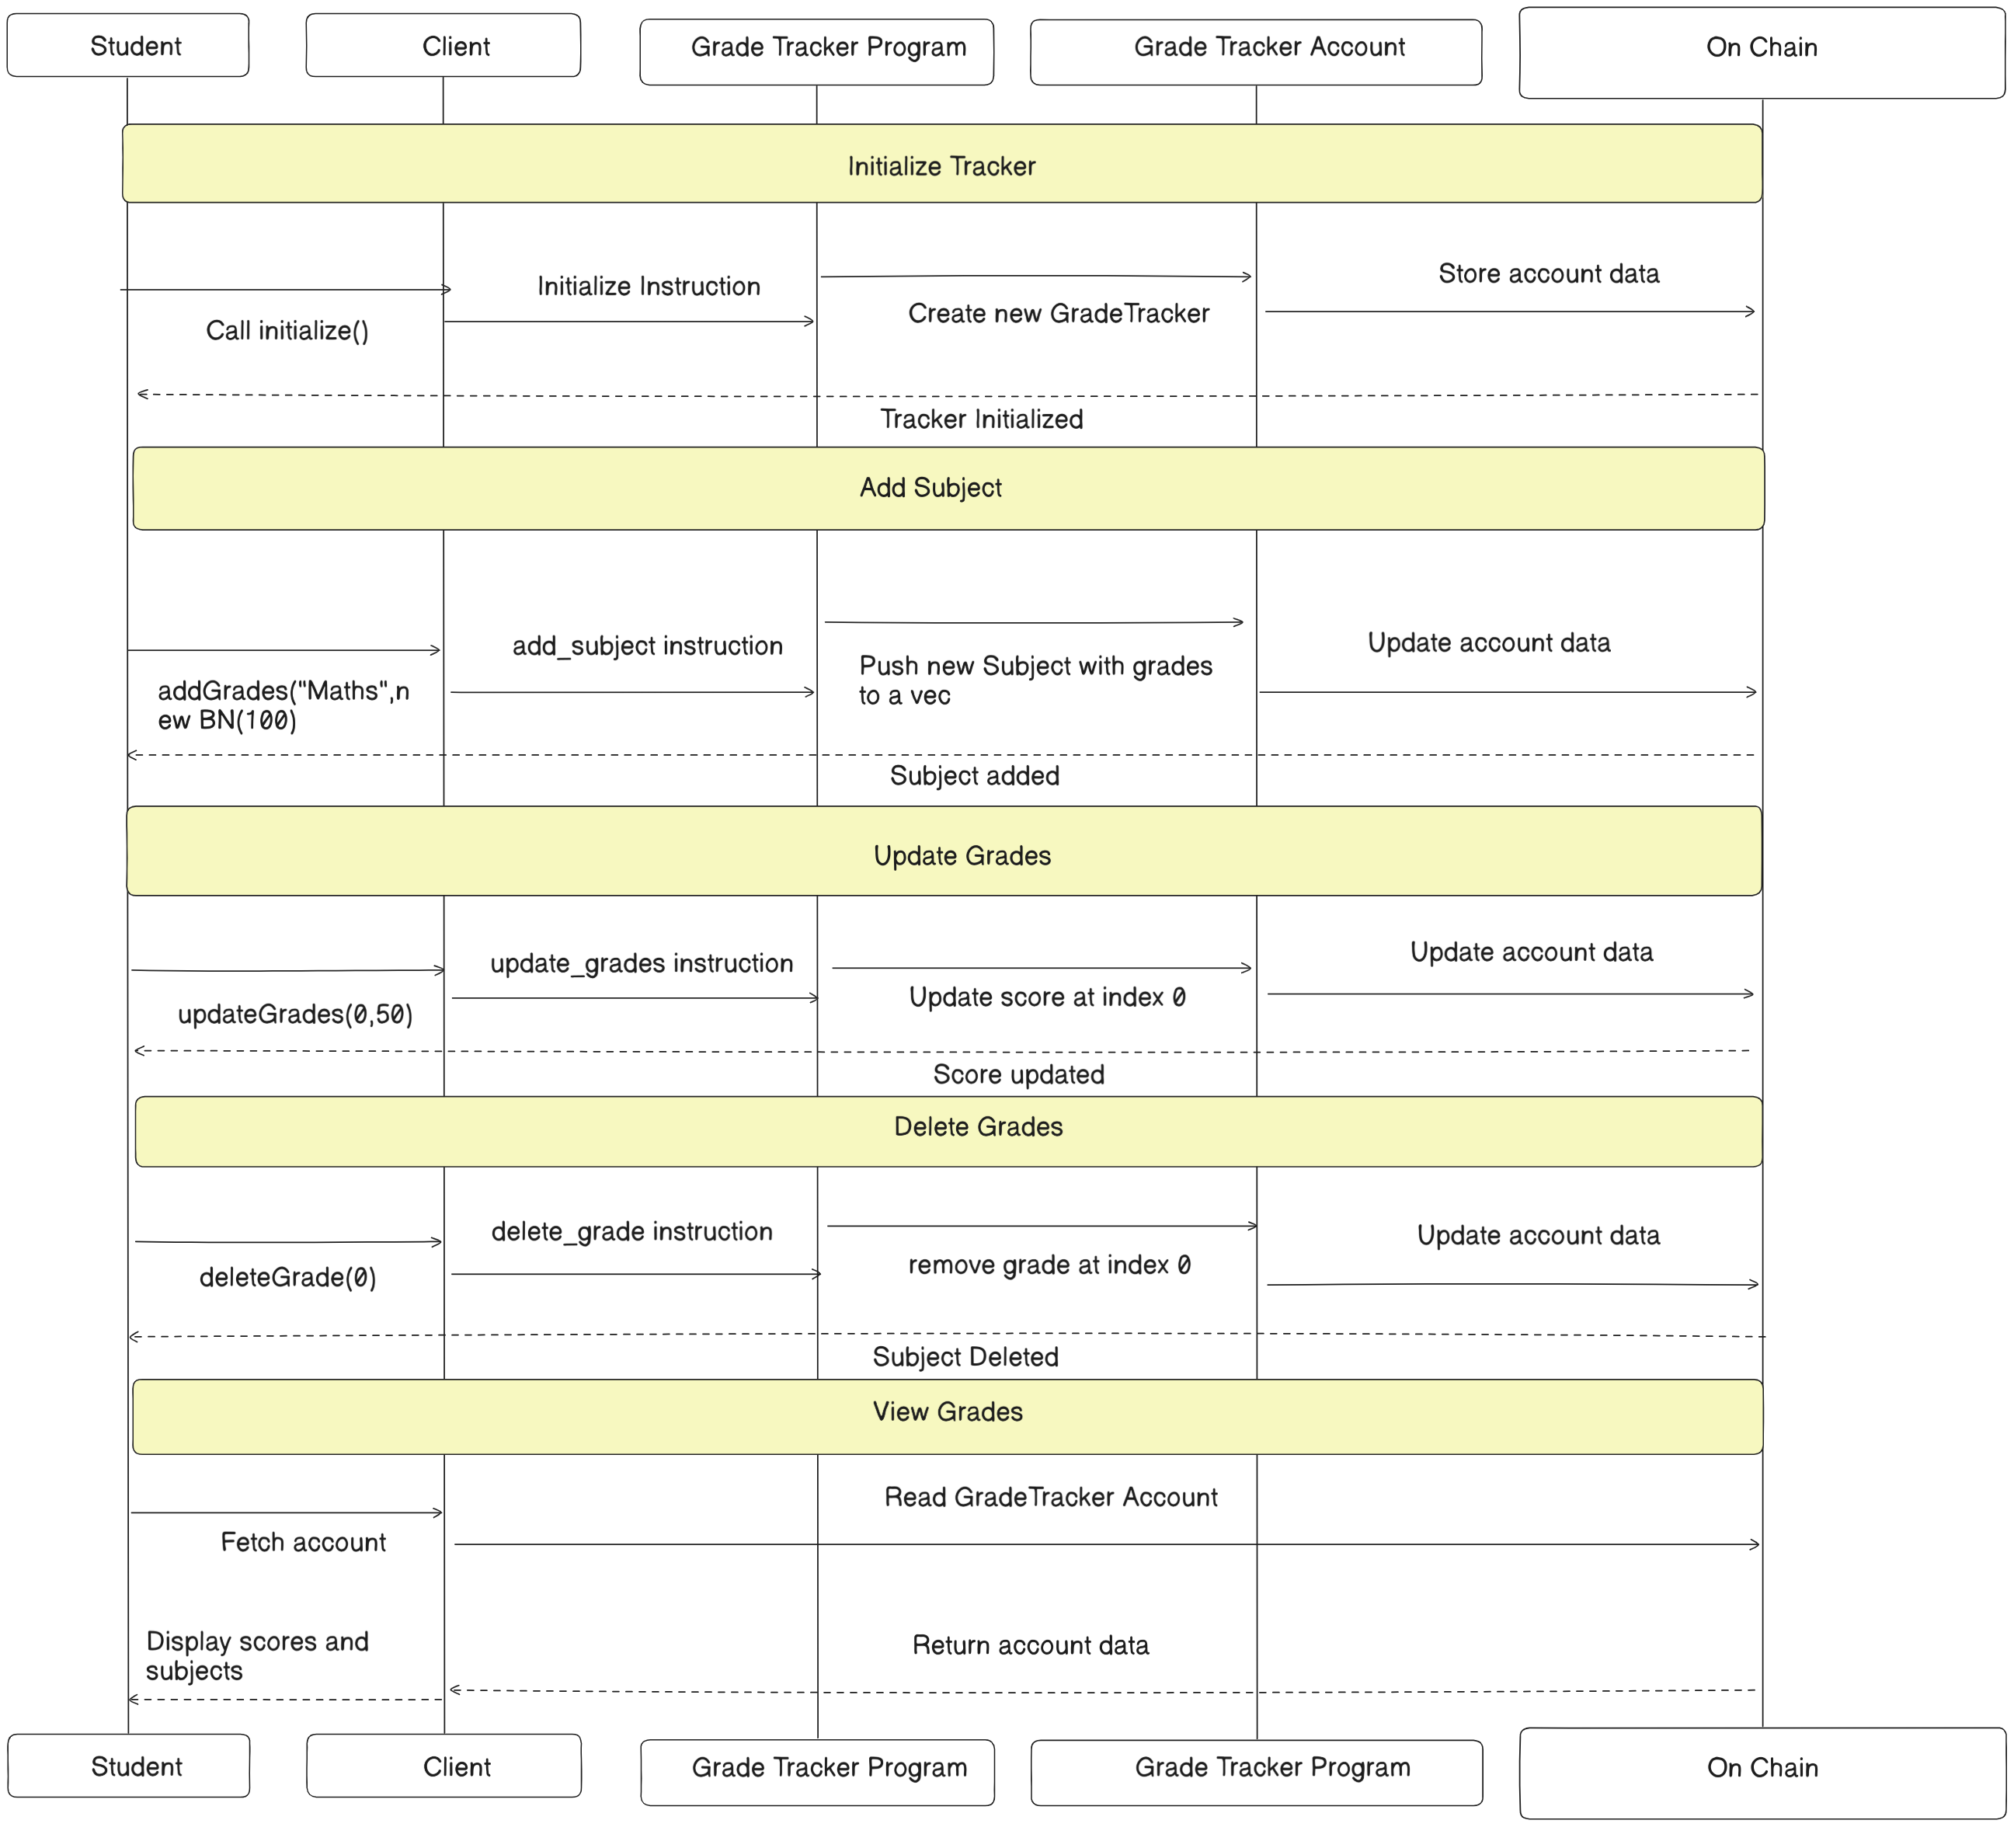 Student
Client
Grade Tracker Program
Grade Tracker Account
On Chain
Initialize Tracker
Call initialize()
Initialize Instruction
Create new GradeTracker
Store account data
Tracker Initialized
Add Subject
addGrades("Maths",n
ew BN(100)
add_subject instruction
Push new Subject with grades
to a vec
Update account data
Subject added
Update Grades
updateGrades(0,50)
update_grades instruction
Update score at index 0
Update account data
Score updated
Delete Grades
deleteGrade(0)
delete_grade instruction
remove grade at index 0
Update account data
Subject Deleted
View Grades
Fetch account
Read GradeTracker Account
Return account data
Display scores and
subjects
Student
Client
Grade Tracker Program
Grade Tracker Program
On Chain